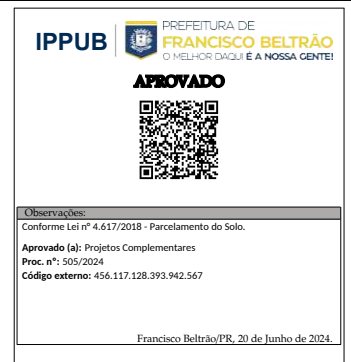 IPPUB
PREFEITURA DE
FRANCISCO BELTRÃO
O MELHOR DAQUI É A NOSSA GENTE!
APROVADO
Observações:
Conforme Lei nº 4.617/2018 - Parcelamento do Solo.
Aprovado (a): Projetos Complementares
Proc. nº: 505/2024
Código externo: 456.117.128.393.942.567
Francisco Beltrão/PR, 20 de Junho de 2024.